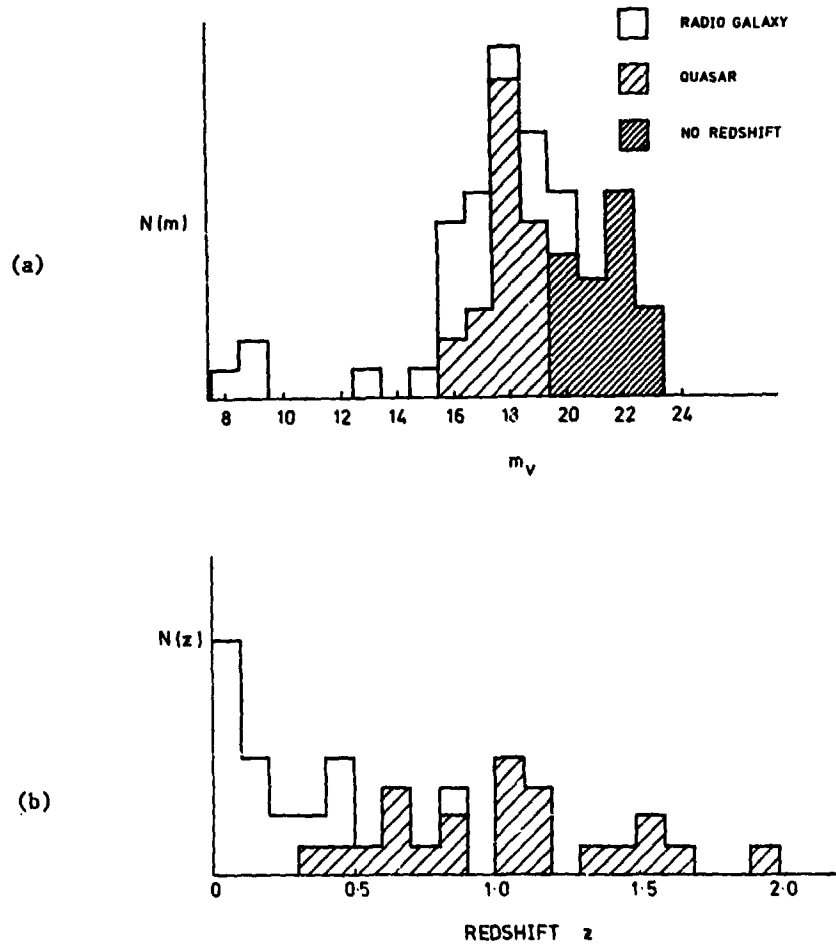 RADIO GALAXY
QUASAR
NO REDSHIFT
N(m)
(a)
8 10 12 14 16 18 20 22 24
m_v
N(z)
(b)
0 0·5 1·0 1·5 2·0
REDSHIFT z